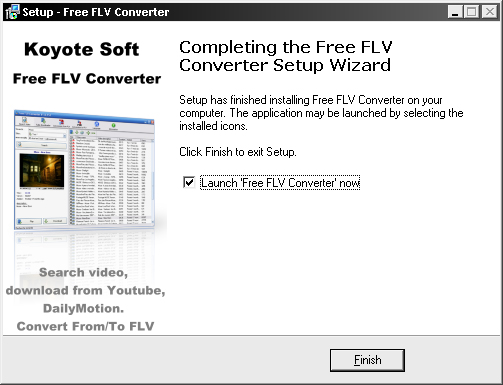 Setup - Free FLV Converter
Koyote Soft
Free FLV Converter
Search video,
download from Youtube,
DailyMotion.
Convert From/To FLV
Completing the Free FLV
Converter Setup Wizard
Setup has finished installing Free FLV Converter on your
computer. The application may be launched by selecting the
installed icons.
Click Finish to exit Setup.
Launch 'Free FLV Converter' now
Finish